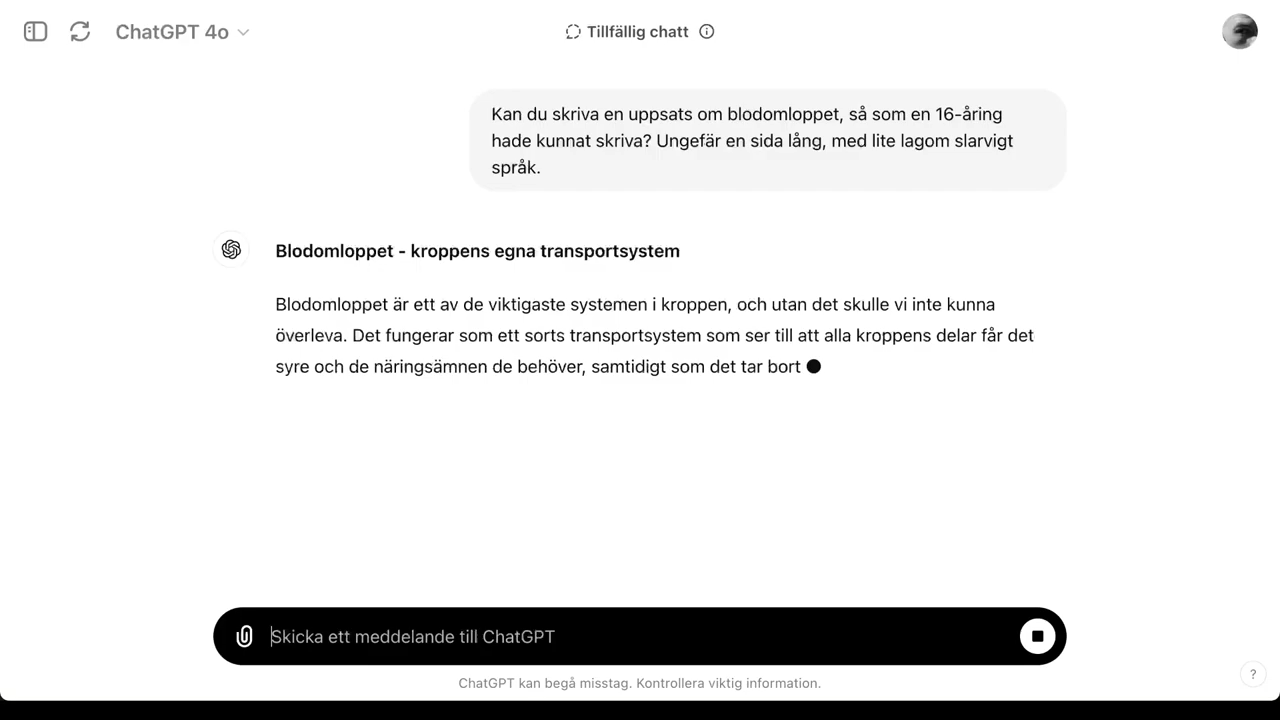 ChatGPT 4o
Tillfällig chatt
Kan du skriva en uppsats om blodomloppet, så som en 16-åring
hade kunnat skriva? Ungefär en sida lång, med lite lagom slarvigt
språk.
Blodomloppet - kroppens egna transportsystem
Blodomloppet är ett av de viktigaste systemen i kroppen, och utan det skulle vi inte kunna
överleva. Det fungerar som ett sorts transportsystem som ser till att alla kroppens delar får det
syre och de näringsämnen de behöver, samtidigt som det tar bort
Skicka ett meddelande till ChatGPT
ChatGPT kan begå misstag. Kontrollera viktig information.
?